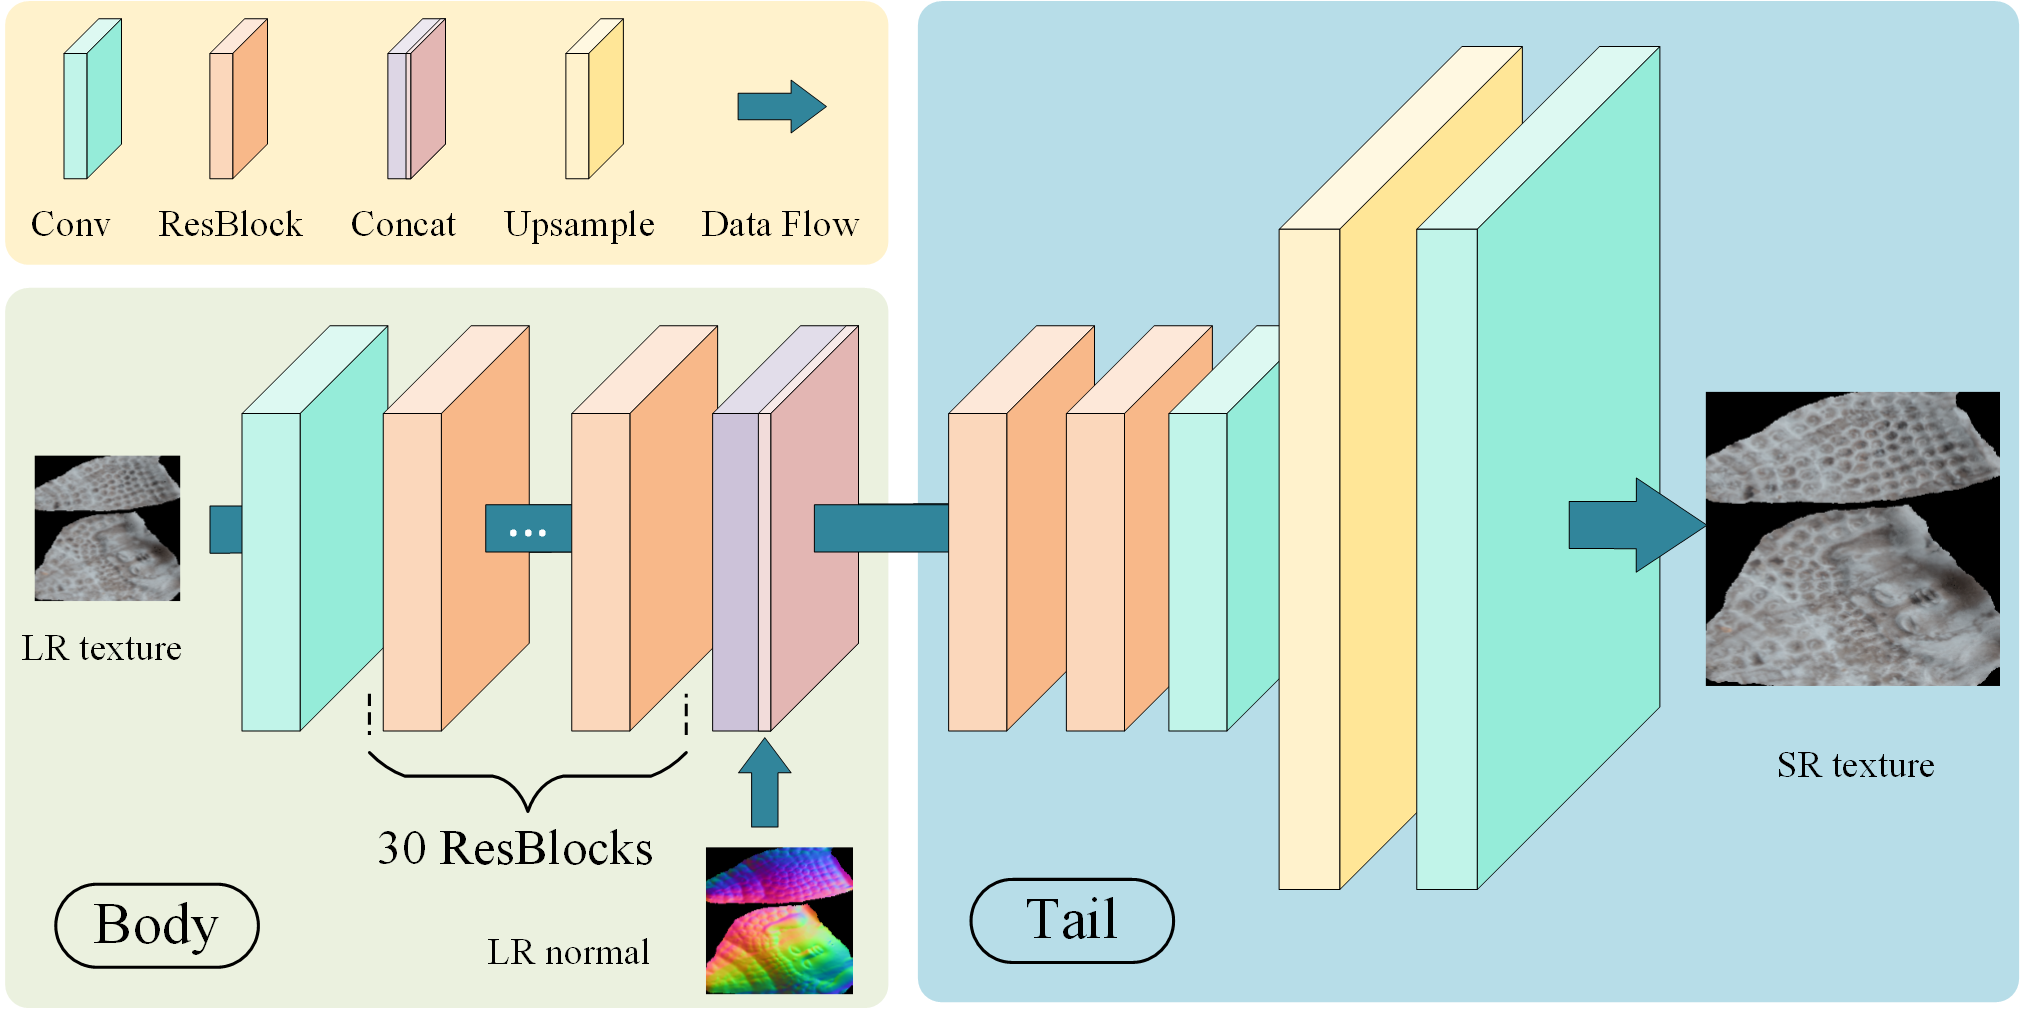 Conv
ResBlock
Concat
Upsample
Data Flow
LR texture
...
30 ResBlocks
Body
LR normal
Tail
SR texture